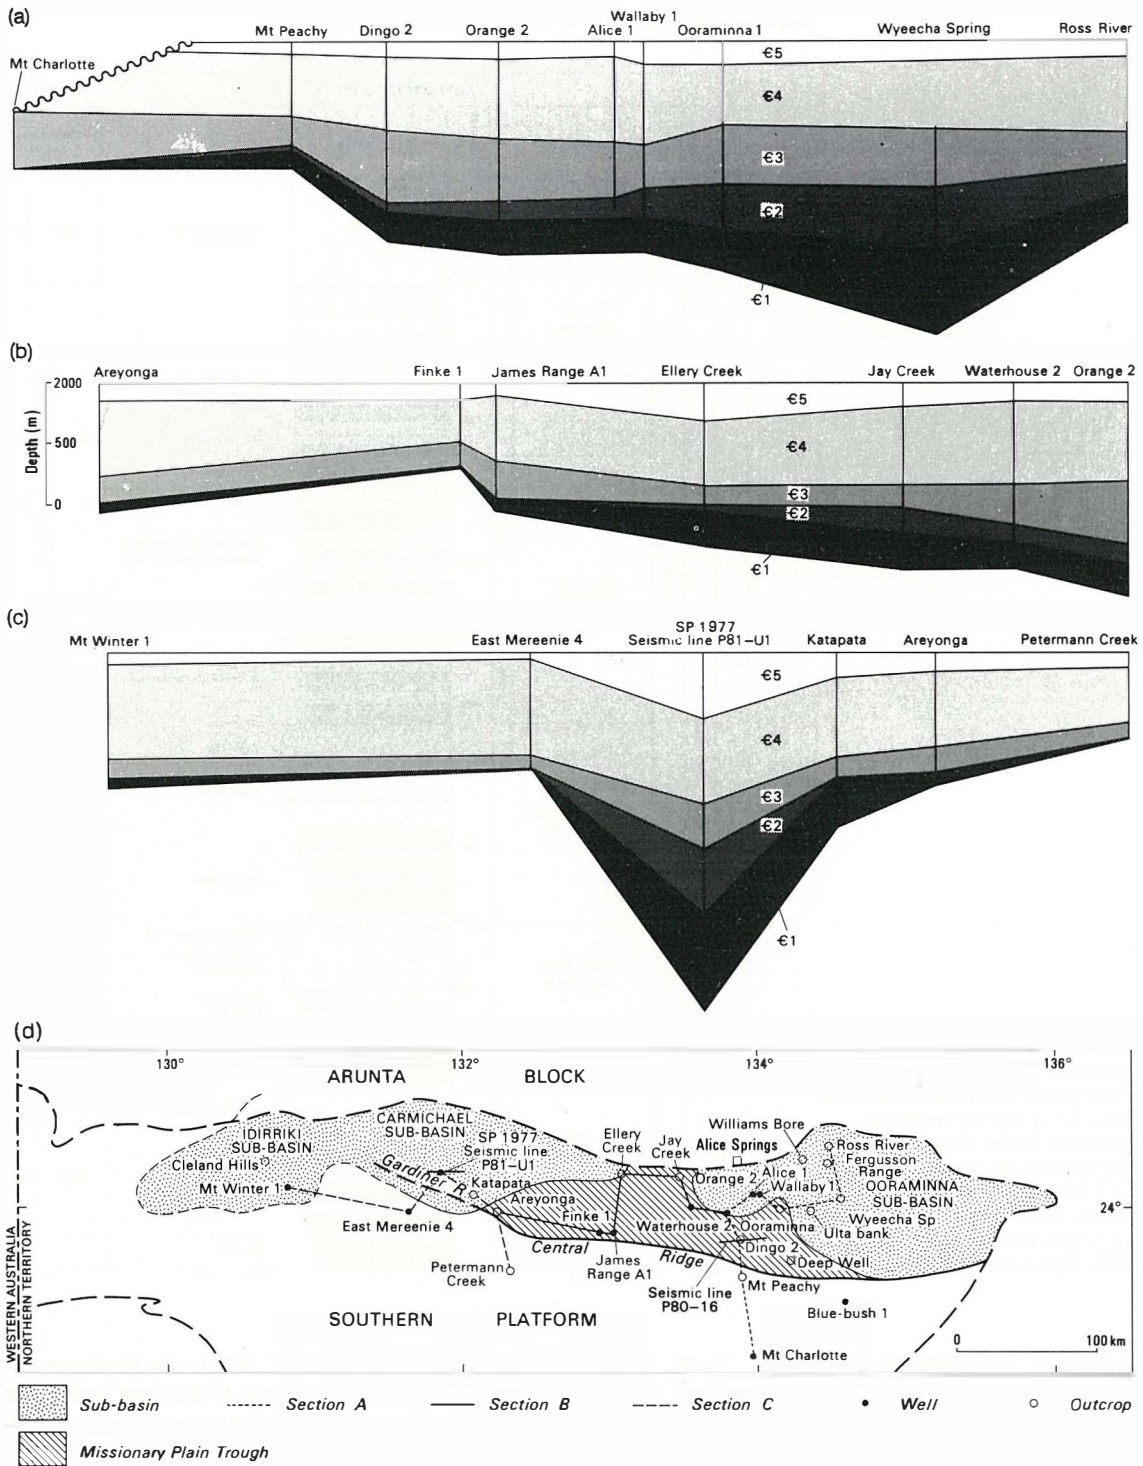 (a)
Wallaby 1
Mt Peachy Dingo 2 Orange 2 Alice 1 Ooraminna 1 Wyeecha Spring Ross River
Mt Charlotte
€5
€4
€3
€2
€1
(b)
Areyonga Finke 1 James Range A1 Ellery Creek Jay Creek Waterhouse 2 Orange 2
2000
500
0
Depth (m)
€5
€4
€3
€2
€1
(c)
SP 1977
Mt Winter 1 East Mereenie 4 Seismic line P81–U1 Katapata Areyonga Petermann Creek
€5
€4
€3
€2
€1
(d)
130° 132° 134° 136°
ARUNTA BLOCK
IDIRRIKI
SUB-BASIN
CARMICHAEL
SUB-BASIN
SP 1977
Seismic line
P81–U1
Cleland Hills
Mt Winter 1
Gardiner R.
Katapata
Areyonga
East Mereenie 4
Petermann
Creek
Finke 1
Central Ridge
James
Range A1
Ellery
Creek
Jay
Creek
Alice Springs
Williams Bore
Ross River
Fergusson
Range
OORAMINNA
SUB-BASIN
Orange 2
Alice 1
Wallaby 1
Waterhouse 2
Ooraminna
Wyeecha Sp
Ulta bank
24°
Dingo 2
Deep Well
Seismic line
P80–16
Mt Peachy
Blue-bush 1
Mt Charlotte
SOUTHERN PLATFORM
WESTERN AUSTRALIA
NORTHERN TERRITORY
0 100 km
130° 132° 134°
Sub-basin Section A Section B Section C Well Outcrop
Missionary Plain Trough